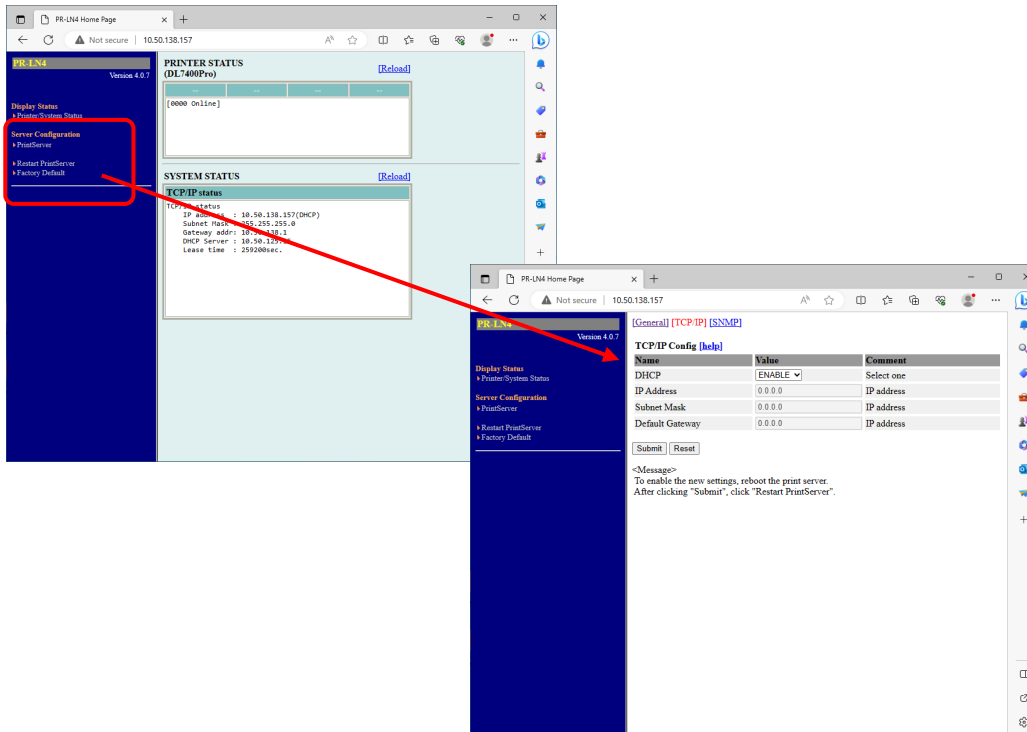 PR-LN4 Home Page
Not secure | 10.50.138.157
PR-LN4
Version 4.0.7
Display Status
Printer/System Status
Server Configuration
PrintServer
Restart PrintServer
Factory Default
PRINTER STATUS
(DL7400Pro)
[Reload]
-- -- -- --
[0000 Online]
SYSTEM STATUS [Reload]
TCP/IP status
TCP/IP status
IP address : 10.50.138.157(DHCP)
Subnet Mask : 255.255.255.0
Gateway addr: 10.50.138.1
DHCP Server : 10.50.125.
Lease time : 259200sec.
PR-LN4 Home Page
Not secure | 10.50.138.157
PR-LN4
Version 4.0.7
Display Status
Printer/System Status
Server Configuration
PrintServer
Restart PrintServer
Factory Default
[General] [TCP/IP] [SNMP]
TCP/IP Config [help]
Name Value Comment
DHCP ENABLE Select one
IP Address 0.0.0.0 IP address
Subnet Mask 0.0.0.0 IP address
Default Gateway 0.0.0.0 IP address
Submit Reset
<Message>
To enable the new settings, reboot the print server.
After clicking "Submit", click "Restart PrintServer".